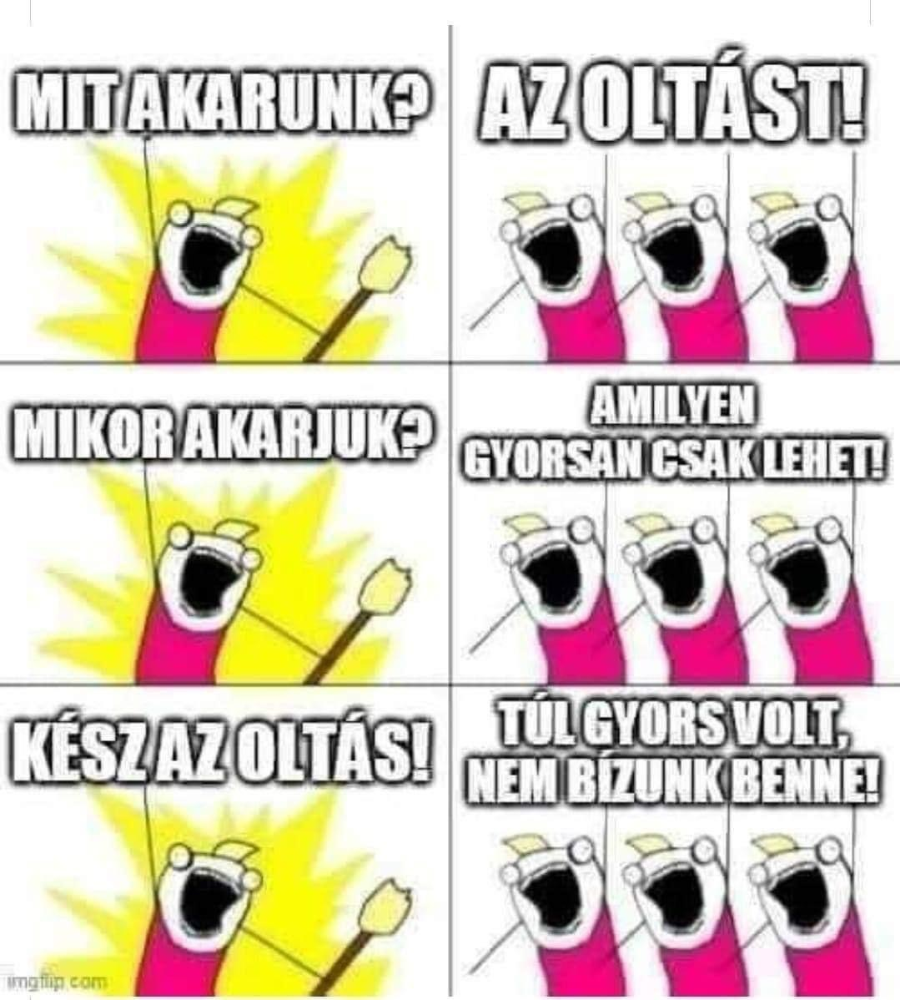 MIT AKARUNK?
AZ OLTÁST!
MIKOR AKARJUK?
AMILYEN
GYORSAN CSAK LEHET!
KÉSZ AZ OLTÁS!
TÚL GYORS VOLT,
NEM BÍZUNK BENNE!
imgflip.com